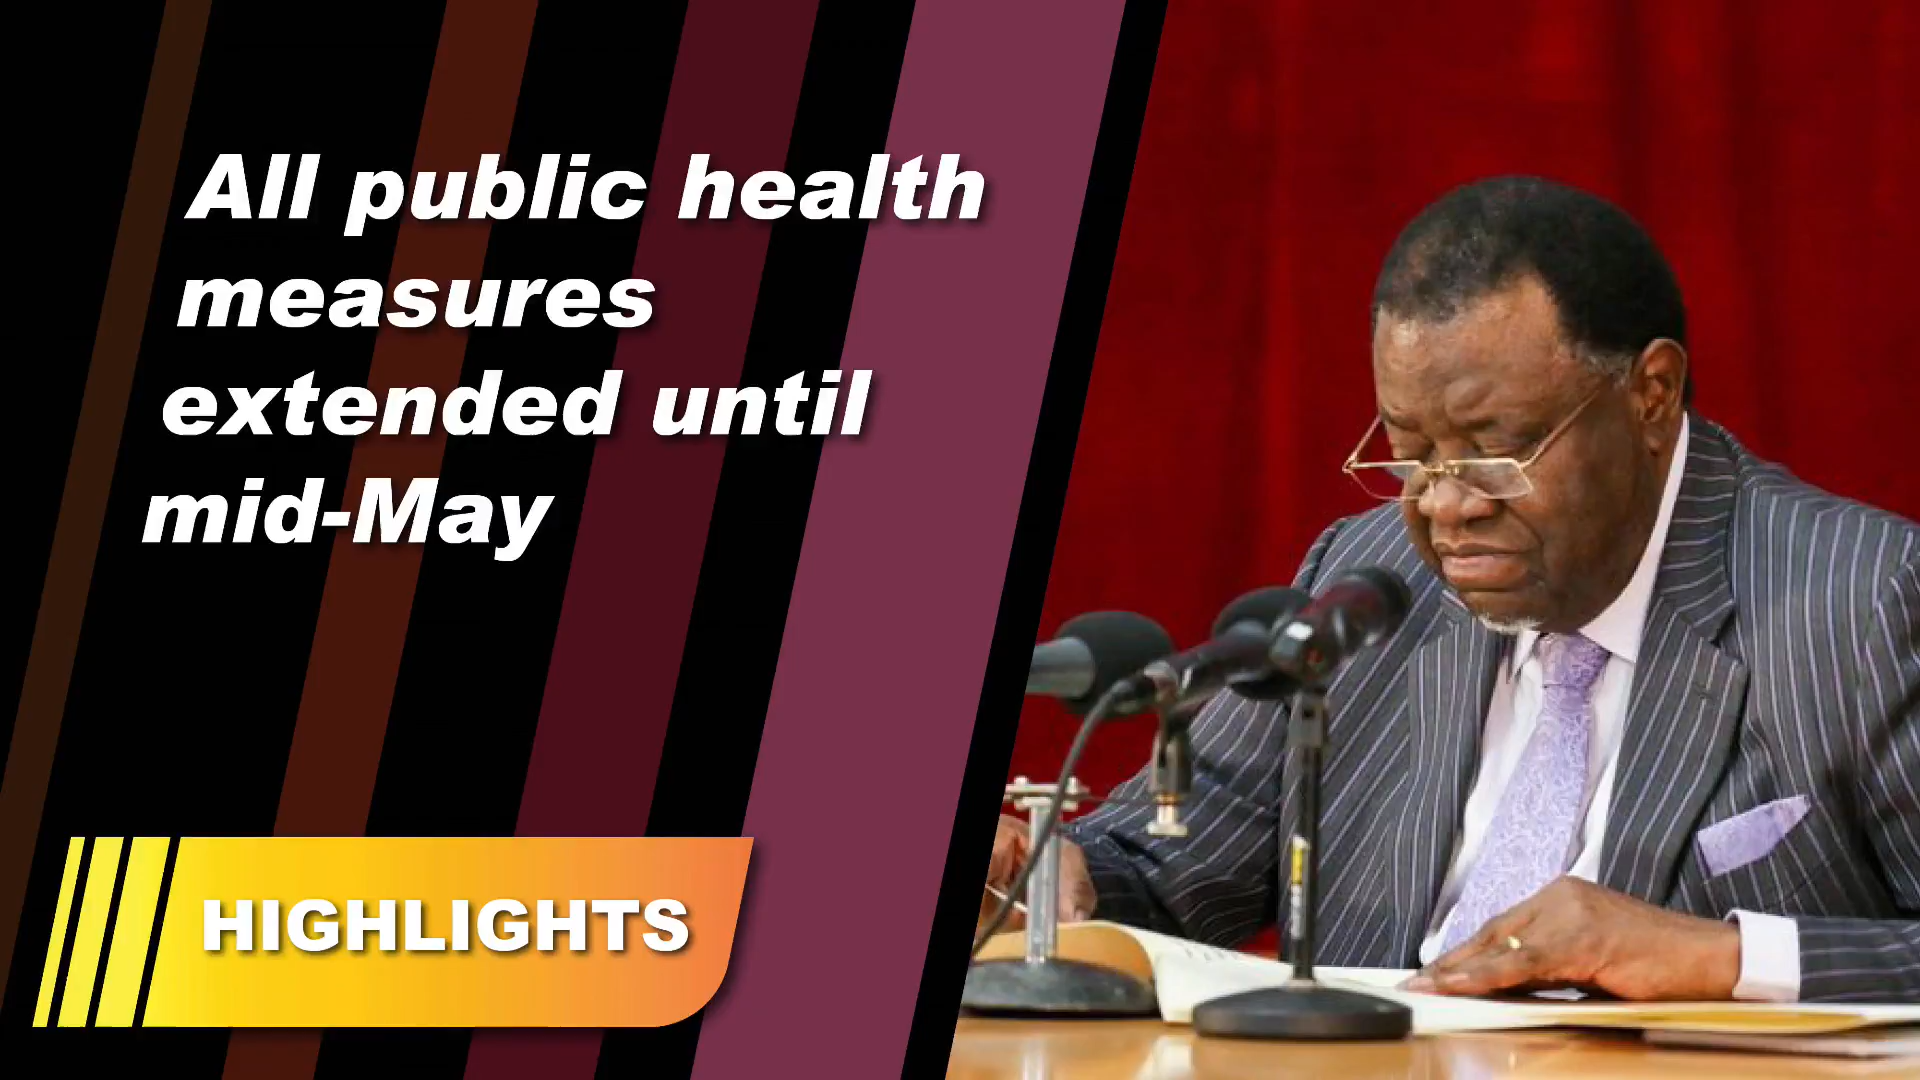 All public health
measures
extended until
mid-May
HIGHLIGHTS